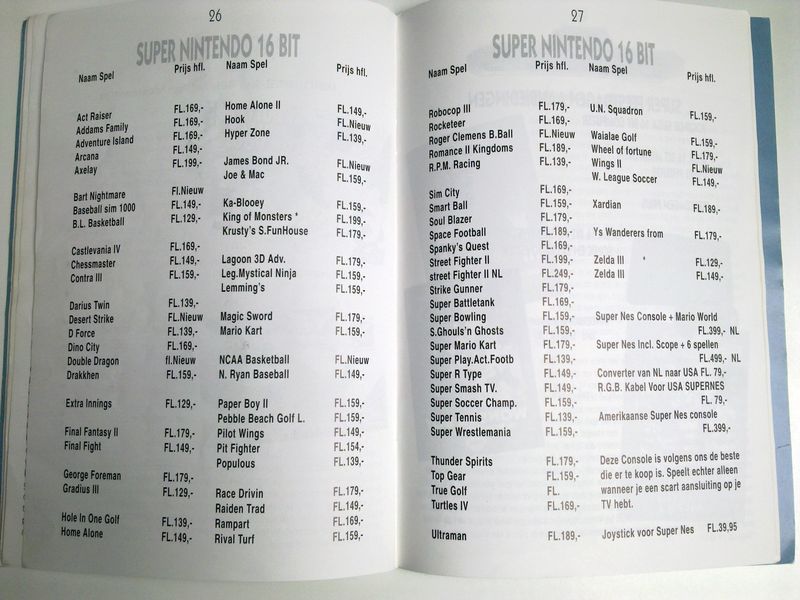 26
SUPER NINTENDO 16 BIT
Naam Spel Prijs hfl. Naam Spel Prijs hfl.
Act Raiser FL.169,- Home Alone II FL.149,-
Addams Family FL.169,- Hook FL.Nieuw
Adventure Island FL.169,- Hyper Zone FL.139,-
Arcana FL.149,-
Axelay FL.199,- James Bond JR. FL.Nieuw
Joe & Mac FL.159,-
Bart Nightmare Fl.Nieuw
Baseball sim 1000 FL.149,- Ka-Blooey FL.159,-
B.L. Basketball FL.129,- King of Monsters * FL.199,-
Krusty's S.FunHouse FL.179,-
Castlevania IV FL.169,-
Chessmaster FL.149,- Lagoon 3D Adv. FL.179,-
Contra III FL.159,- Leg.Mystical Ninja FL.159,-
Lemming's FL.159,-
Darius Twin FL.139,-
Desert Strike FL.Nieuw Magic Sword FL.179,-
D Force FL.139,- Mario Kart FL.159,-
Dino City FL.169,-
Double Dragon fl.Nieuw NCAA Basketball FL.Nieuw
Drakkhen FL.159,- N. Ryan Baseball FL.149,-
Extra Innings FL.129,- Paper Boy II FL.159,-
Pebble Beach Golf L. FL.159,-
Final Fantasy II FL.179,- Pilot Wings FL.149,-
Final Fight FL.149,- Pit Fighter FL.154,-
Populous FL.139,-
George Foreman FL.179,-
Gradius III FL.129,- Race Drivin FL.179,-
Raiden Trad FL.149,-
Hole In One Golf FL.139,- Rampart FL.169,-
Home Alone FL.149,- Rival Turf FL.159,-
27
SUPER NINTENDO 16 BIT
Naam Spel Prijs hfl. Naam Spel Prijs hfl.
Robocop III FL.179,- U.N. Squadron FL.159,-
Rocketeer FL.169,-
Roger Clemens B.Ball FL.Nieuw Waialae Golf FL.159,-
Romance II Kingdoms FL.189,- Wheel of fortune FL.179,-
R.P.M. Racing FL.139,- Wings II FL.Nieuw
W. League Soccer FL.149,-
Sim City FL.169,-
Smart Ball FL.159,- Xardian FL.189,-
Soul Blazer FL.179,-
Space Football FL.189,- Ys Wanderers from FL.179,-
Spanky's Quest FL.169,-
Street Fighter II FL.199,- Zelda III FL.129,-
street Fighter II NL FL.249,- Zelda III FL.149,-
Strike Gunner FL.179,-
Super Battletank FL.169,-
Super Bowling FL.159,- Super Nes Console + Mario World
S.Ghouls'n Ghosts FL.159,- FL.399,- NL
Super Mario Kart FL.179,- Super Nes Incl. Scope + 6 spellen
Super Play.Act.Footb FL.139,- FL.499,- NL
Super R Type FL.149,- Converter van NL naar USA FL. 79,-
Super Smash TV. FL.149,- R.G.B. Kabel Voor USA SUPERNES
Super Soccer Champ. FL.159,- FL. 79,-
Super Tennis FL.139,- Amerikaanse Super Nes console
Super Wrestlemania FL.159,- FL.399,-
Thunder Spirits FL.179,- Deze Console is volgens ons de beste
Top Gear FL.159,- die er te koop is. Speelt echter alleen
True Golf FL. wanneer je een scart aansluiting op je
Turtles IV FL.169,- TV hebt.
Ultraman FL.189,- Joystick voor Super Nes FL.39,95